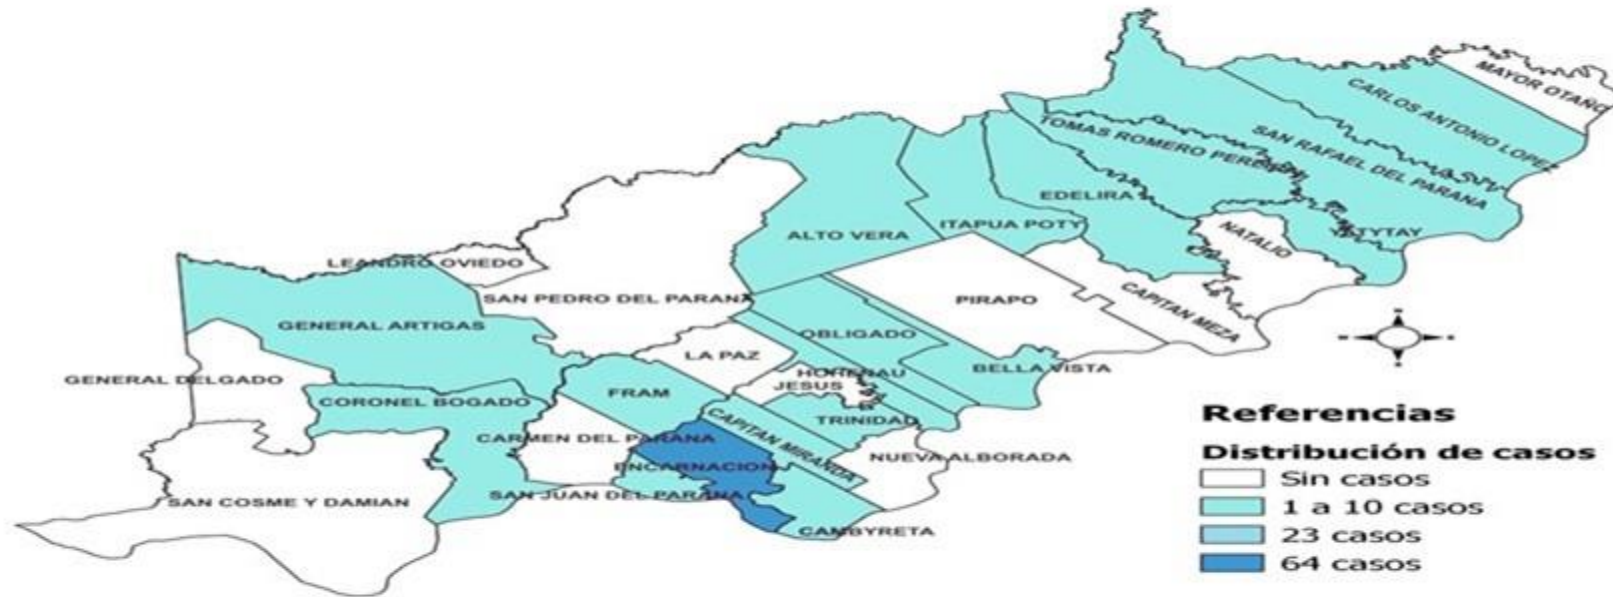 MAYOR OTAÑO
CARLOS ANTONIO LOPEZ
SAN RAFAEL DEL PARANA
TOMAS ROMERO PEREIRA
EDELIRA
ITAPUA POTY
ALTO VERA
YATYTAY
NATALIO
LEANDRO OVIEDO
SAN PEDRO DEL PARANA
PIRAPO
CAPITAN MEZA
GENERAL ARTIGAS
OBLIGADO
LA PAZ
BELLA VISTA
HOHENAU
JESUS
GENERAL DELGADO
FRAM
CORONEL BOGADO
TRINIDAD
CAPITAN MIRANDA
CARMEN DEL PARANA
NUEVA ALBORADA
ENCARNACION
SAN JUAN DEL PARANA
SAN COSME Y DAMIAN
CAMBYRETA
Referencias
Distribución de casos
Sin casos
1 a 10 casos
23 casos
64 casos